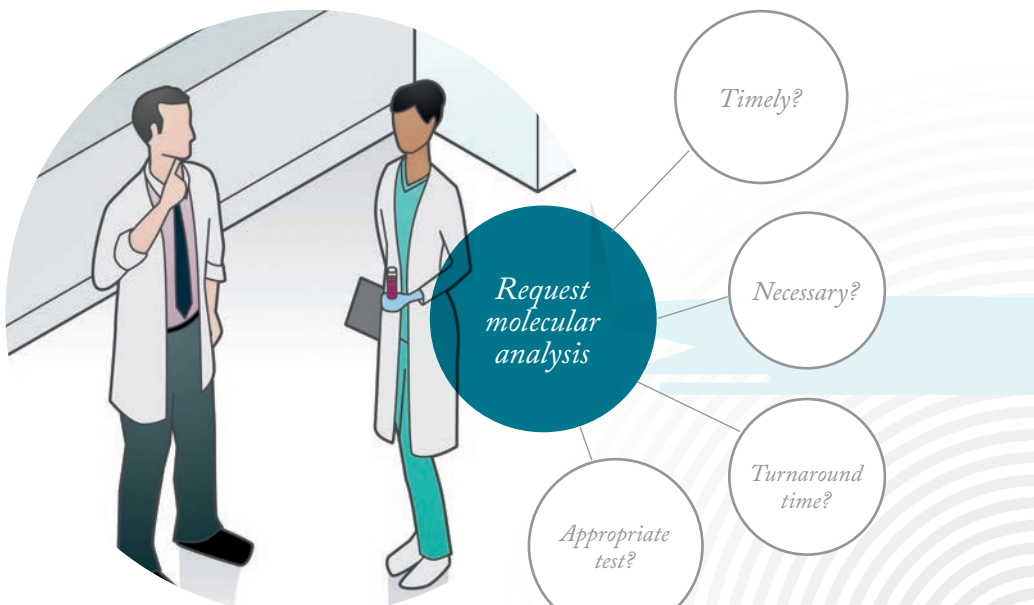 Timely?
Necessary?
Request
molecular
analysis
Turnaround
time?
Appropriate
test?